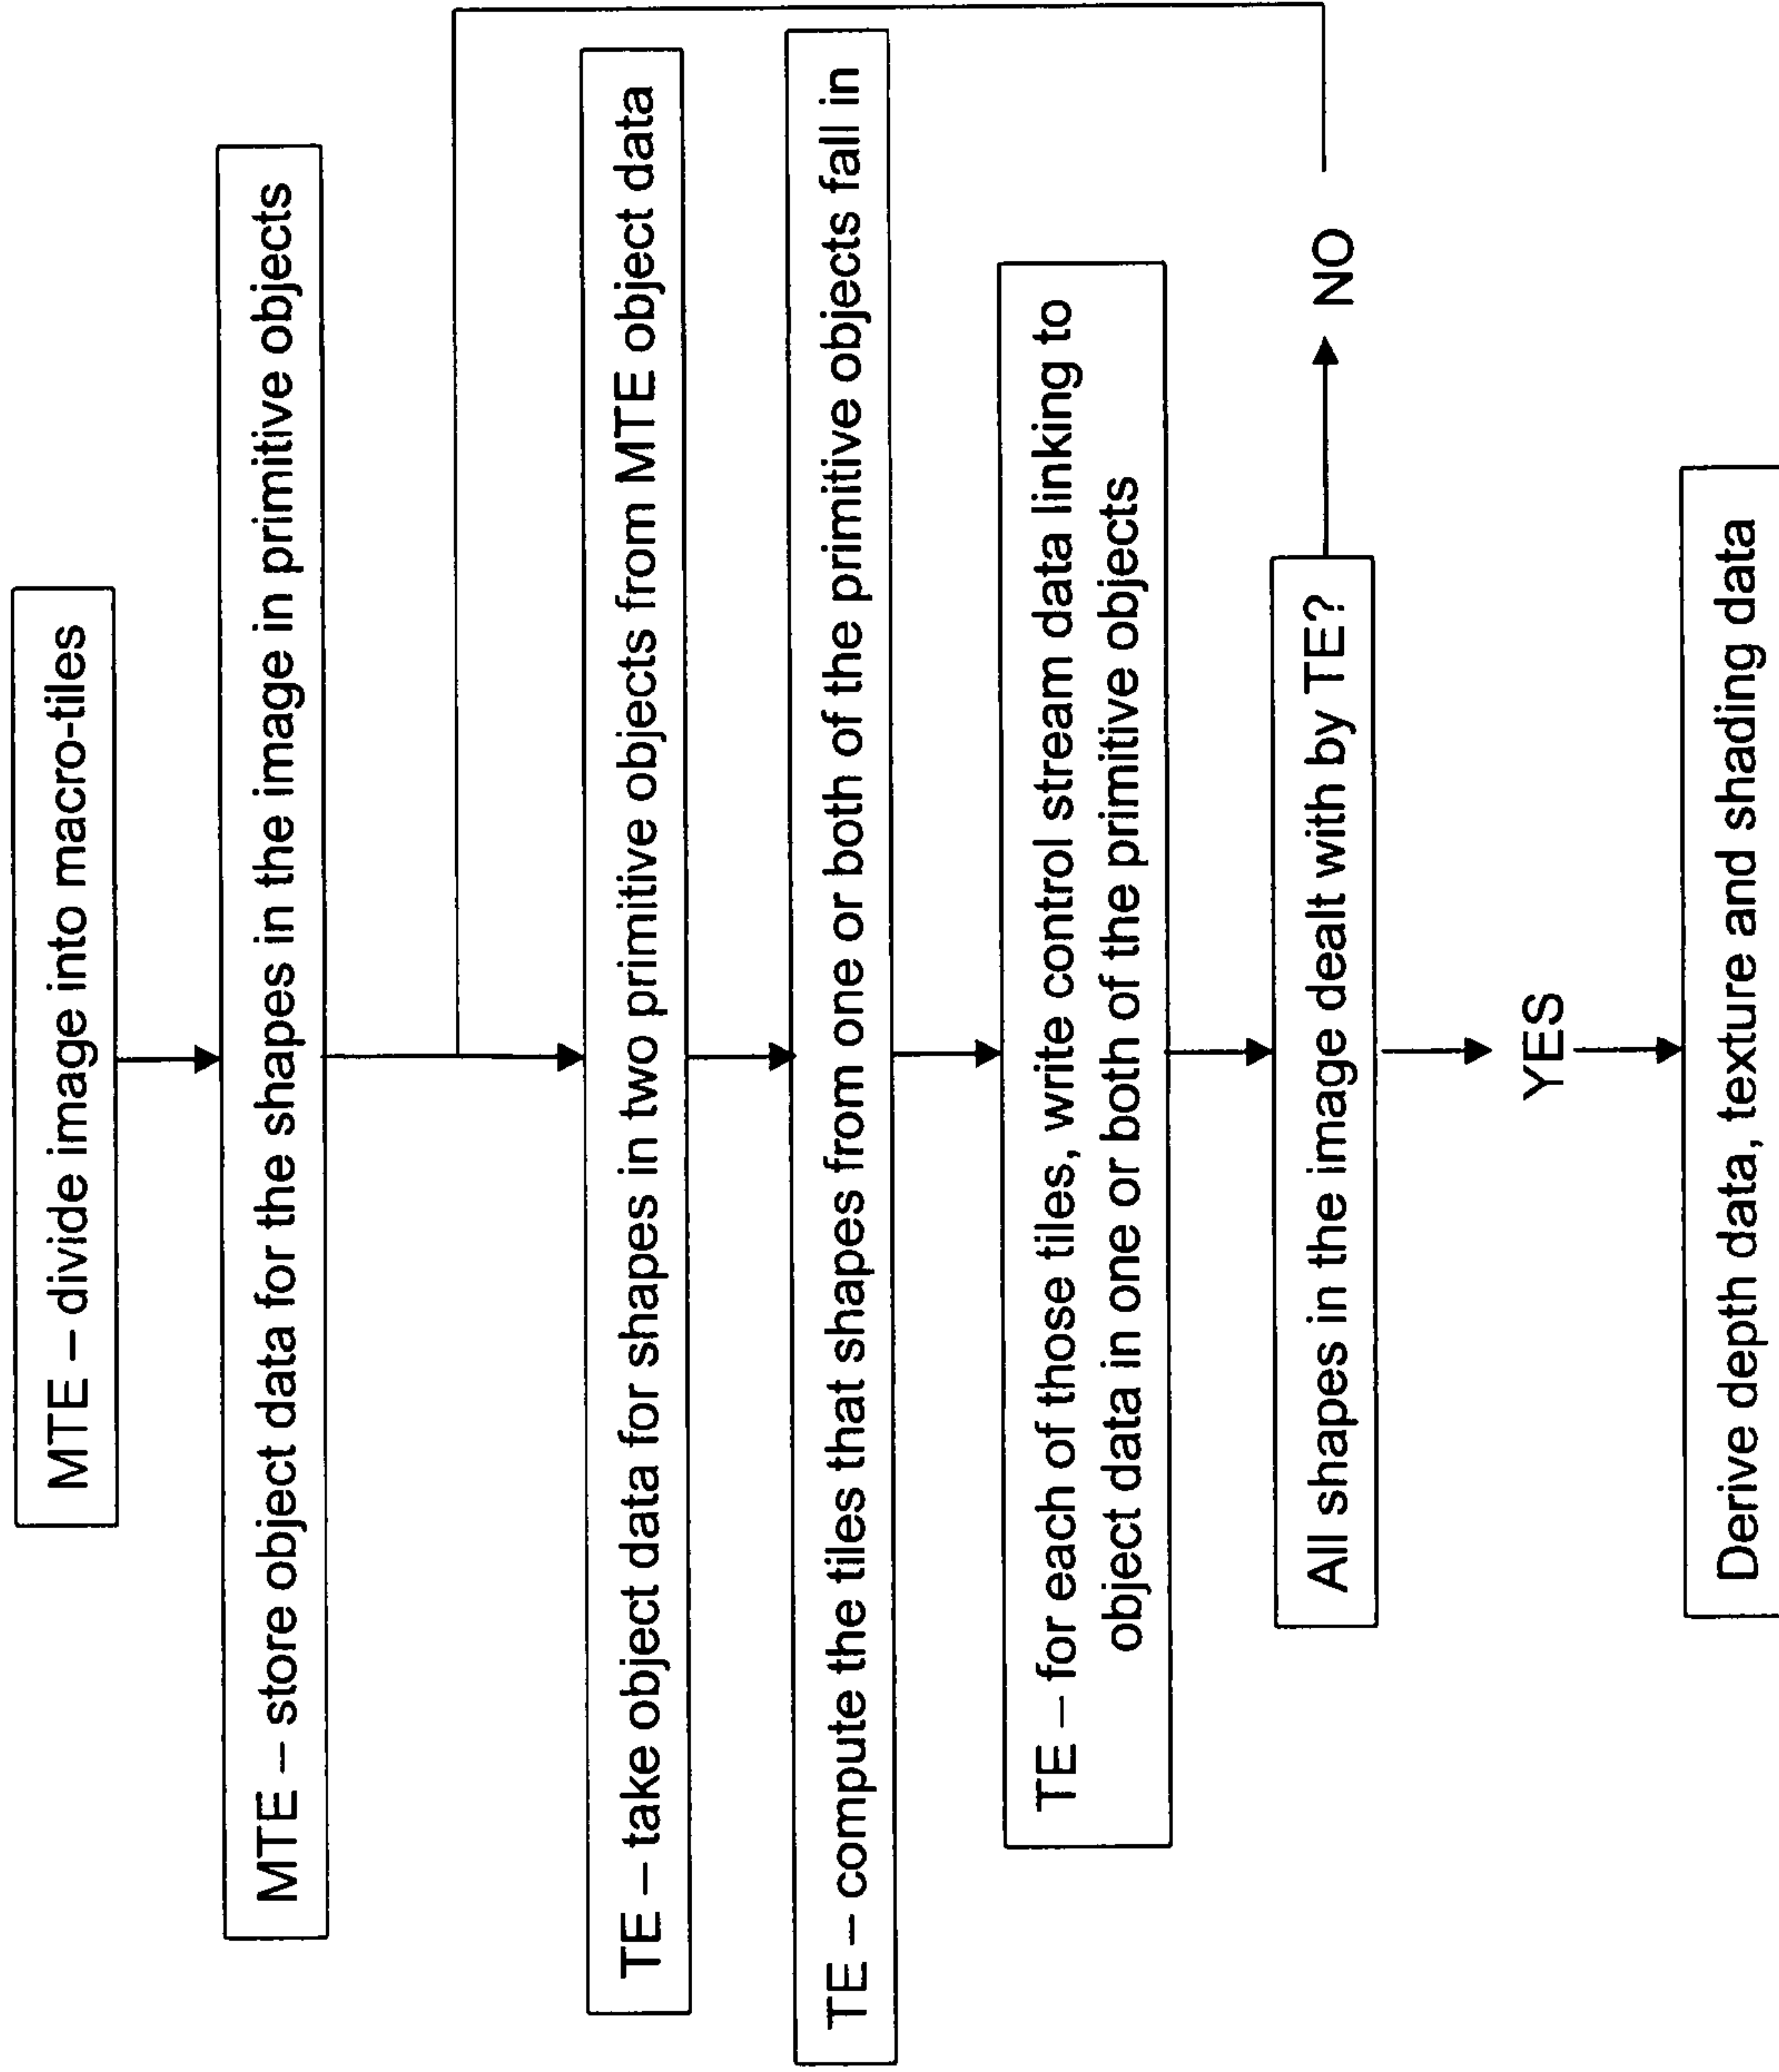 MTE – divide image into macro-tiles
MTE – store object data for the shapes in the image in primitive objects
TE – take object data for shapes in two primitive objects from MTE object data
TE – compute the tiles that shapes from one or both of the primitive objects fall in
TE – for each of those tiles, write control stream data linking to
object data in one or both of the primitive objects
All shapes in the image dealt with by TE?
NO
YES
Derive depth data, texture and shading data